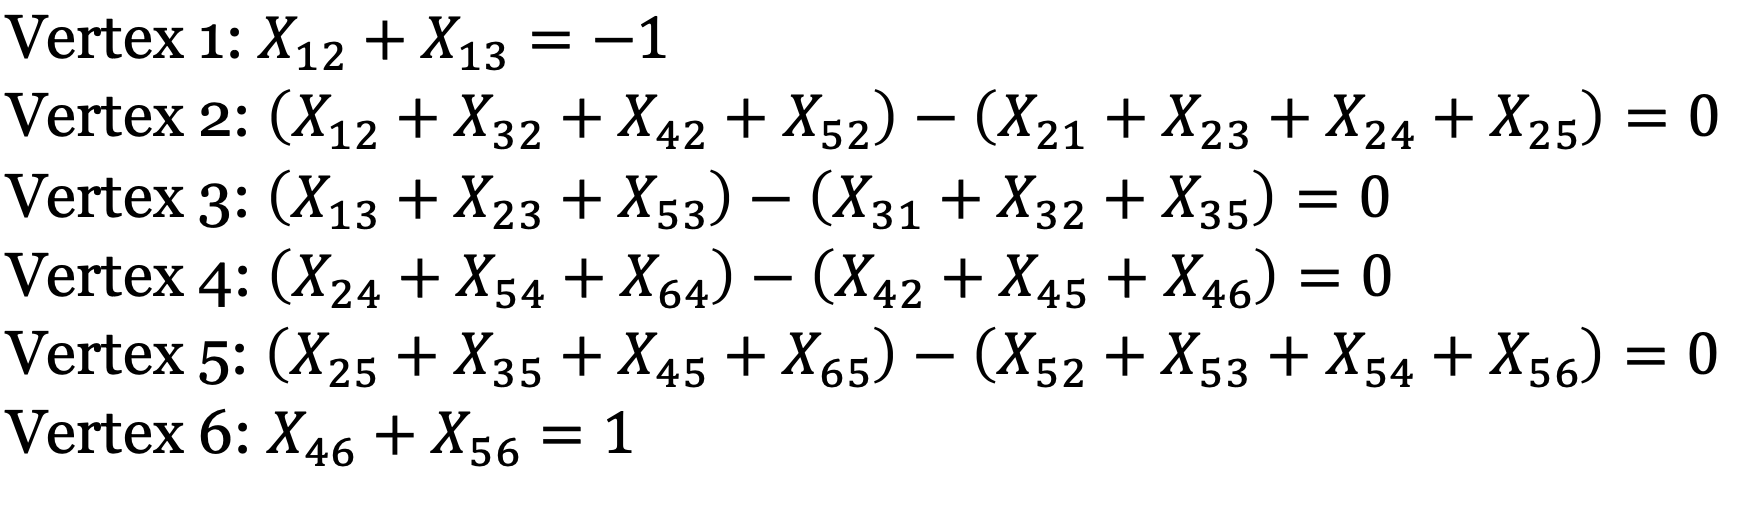 Vertex 1: X₁₂ + X₁₃ = −1
Vertex 2: (X₁₂ + X₃₂ + X₄₂ + X₅₂) − (X₂₁ + X₂₃ + X₂₄ + X₂₅) = 0
Vertex 3: (X₁₃ + X₂₃ + X₅₃) − (X₃₁ + X₃₂ + X₃₅) = 0
Vertex 4: (X₂₄ + X₅₄ + X₆₄) − (X₄₂ + X₄₅ + X₄₆) = 0
Vertex 5: (X₂₅ + X₃₅ + X₄₅ + X₆₅) − (X₅₂ + X₅₃ + X₅₄ + X₅₆) = 0
Vertex 6: X₄₆ + X₅₆ = 1